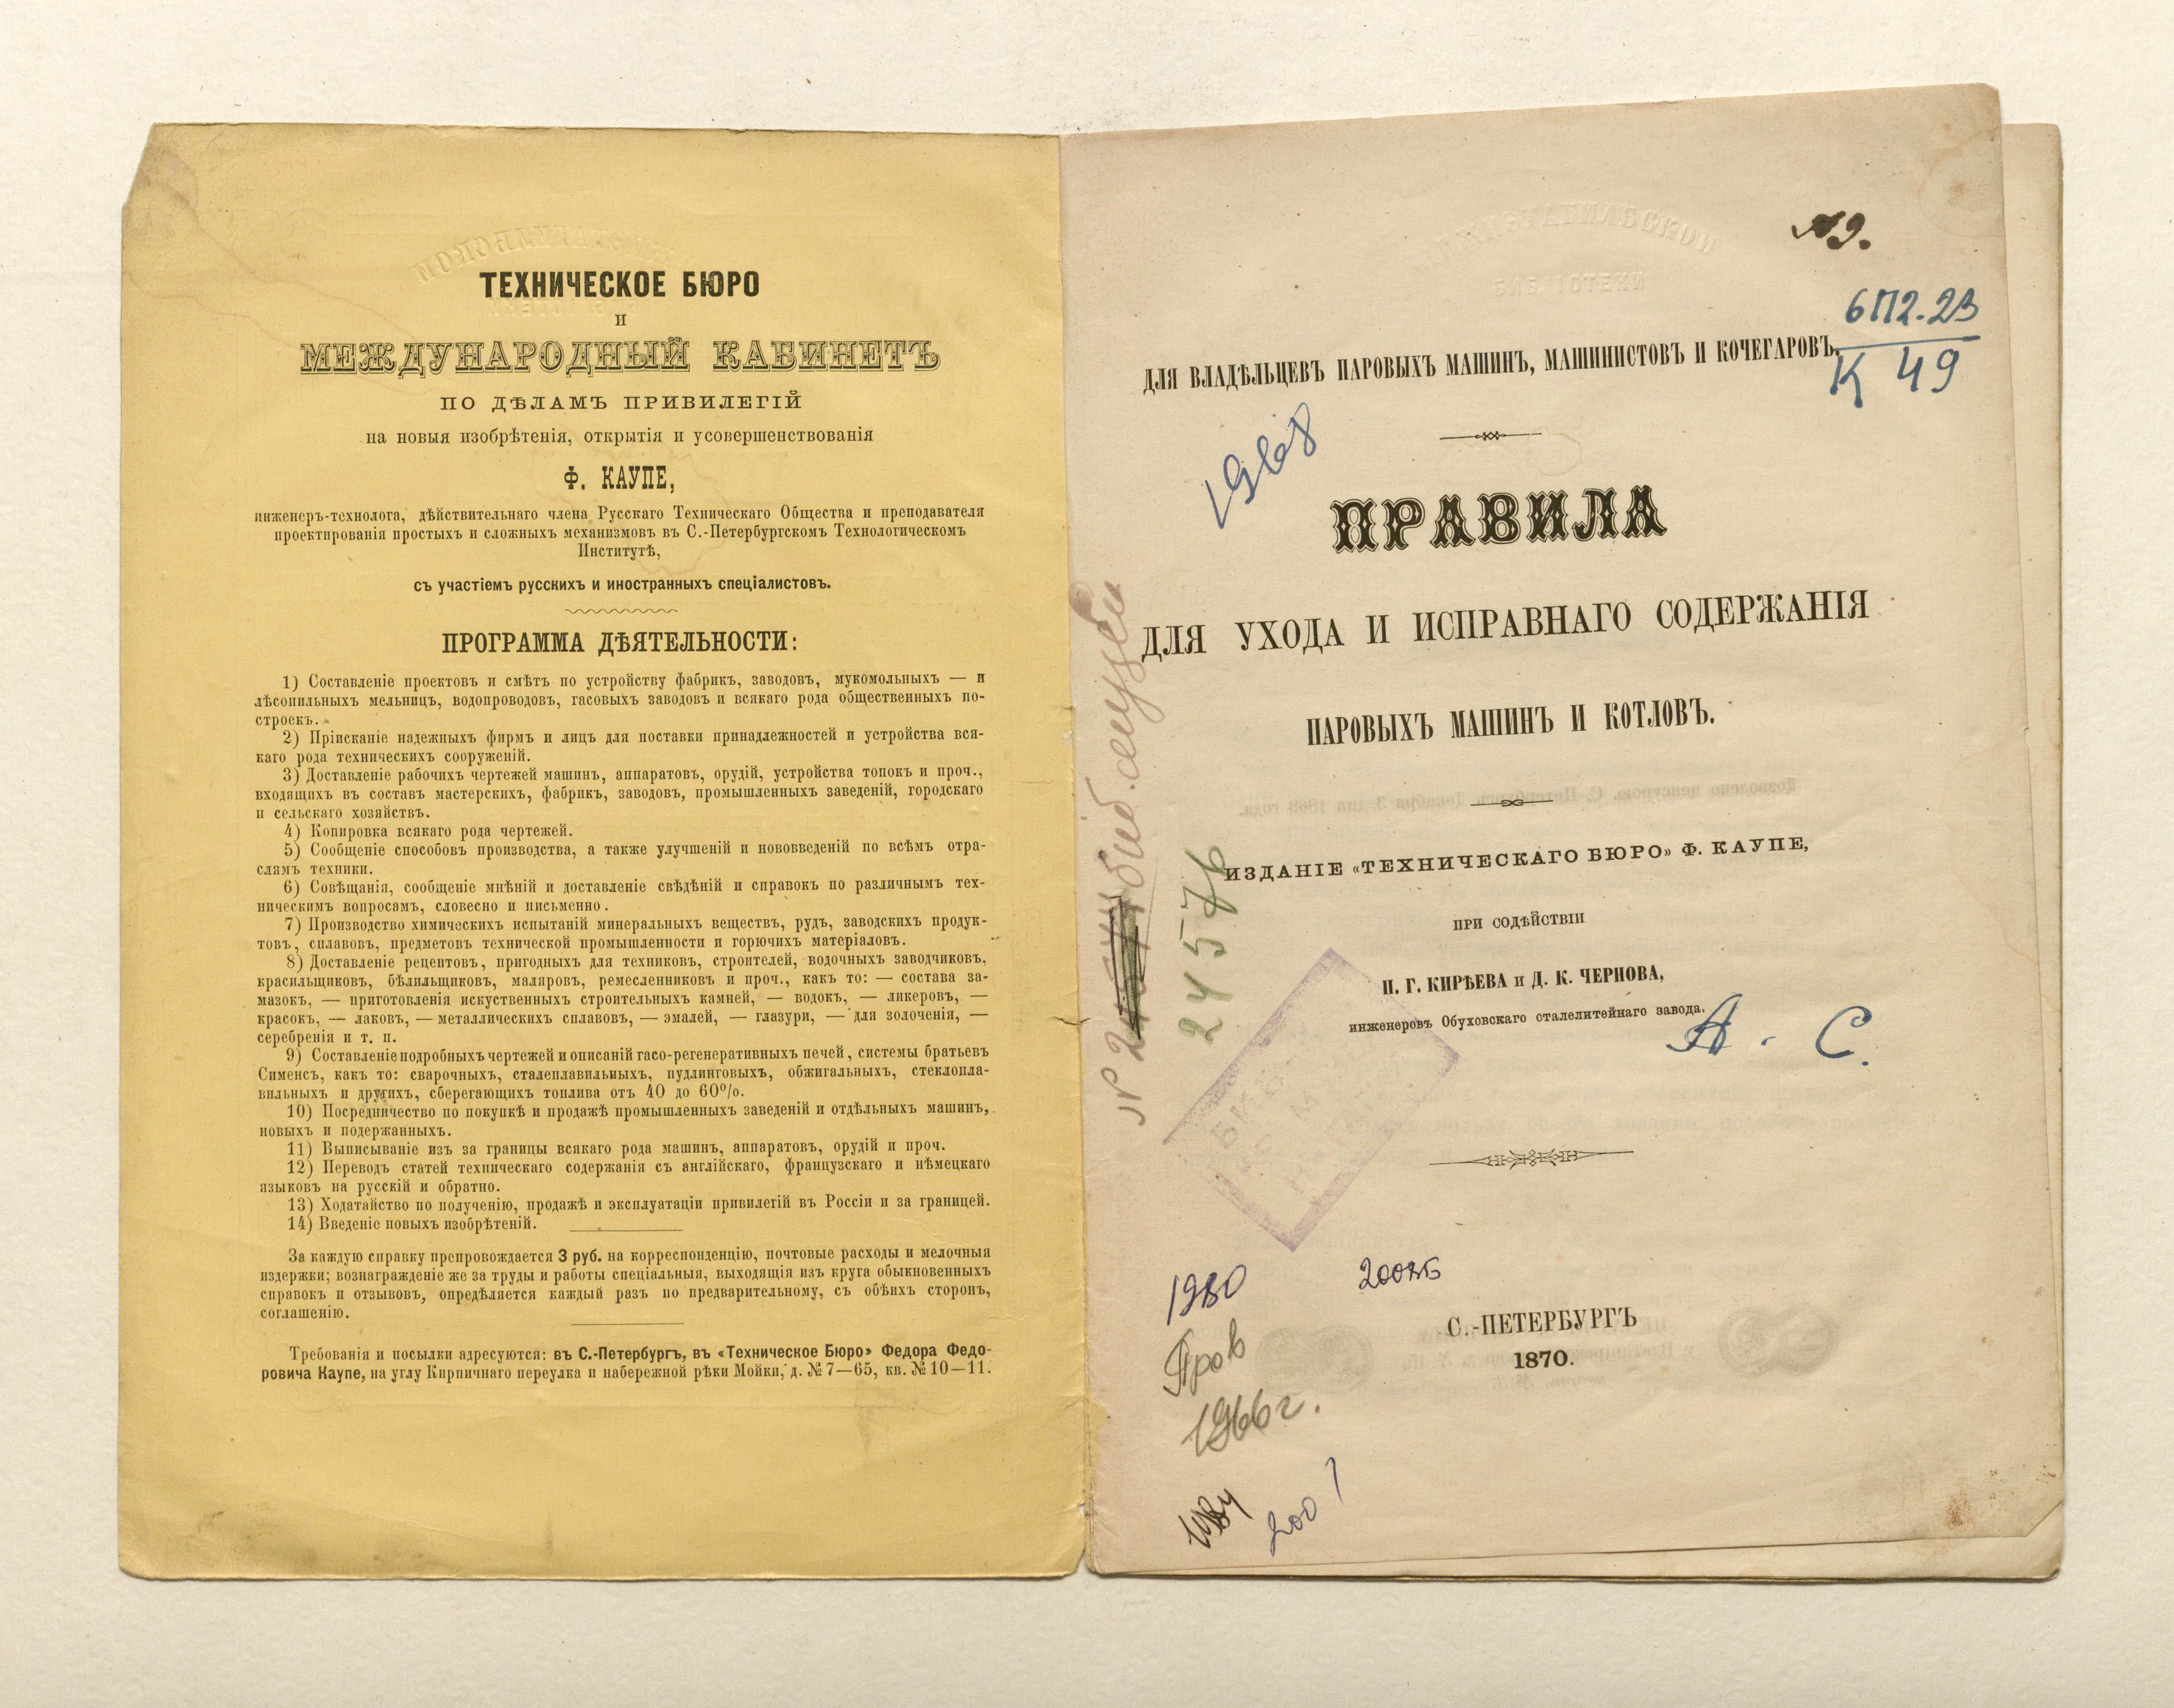 ТЕХНИЧЕСКОЕ БЮРО
И
МЕЖДУНАРОДНЫЙ КАБИНЕТЪ
ПО ДѢЛАМЪ ПРИВИЛЕГІЙ
на новыя изобрѣтенія, открытія и усовершенствованія
Ф. КАУПЕ,
инженеръ-технолога, дѣйствительнаго члена Русскаго Техническаго Общества и преподавателя
проектированія простыхъ и сложныхъ механизмовъ въ С.-Петербургскомъ Технологическомъ
Институтѣ,
съ участіемъ русскихъ и иностранныхъ спеціалистовъ.
ПРОГРАММА ДѢЯТЕЛЬНОСТИ:
1) Составленіе проектовъ и смѣтъ по устройству фабрикъ, заводовъ, мукомольныхъ — и
лѣсопильныхъ мельницъ, водопроводовъ, гасовыхъ заводовъ и всякаго рода общественныхъ по-
строекъ.
2) Пріисканіе надежныхъ фирмъ и лицъ для поставки принадлежностей и устройства вся-
каго рода техническихъ сооруженій.
3) Доставленіе рабочихъ чертежей машинъ, аппаратовъ, орудій, устройства топокъ и проч.,
входящихъ въ составъ мастерскихъ, фабрикъ, заводовъ, промышленныхъ заведеній, городскаго
и сельскаго хозяйствъ.
4) Копировка всякаго рода чертежей.
5) Сообщеніе способовъ производства, а также улучшеній и нововведеній по всѣмъ отра-
слямъ техники.
6) Совѣщанія, сообщеніе мнѣній и доставленіе свѣдѣній и справокъ по различнымъ тех-
ническимъ вопросамъ, словесно и письменно.
7) Производство химическихъ испытаній минеральныхъ веществъ, рудъ, заводскихъ продук-
товъ, сплавовъ, предметовъ технической промышленности и горючихъ матеріаловъ.
8) Доставленіе рецептовъ, пригодныхъ для техниковъ, строителей, водочныхъ заводчиковъ,
красильщиковъ, бѣлильщиковъ, маляровъ, ремесленниковъ и проч., какъ то: — состава за-
мазокъ, — приготовленія искуственныхъ строительныхъ камней, — водокъ, — ликеровъ, —
красокъ, — лаковъ, — металлическихъ сплавовъ, — эмалей, — глазури, — для золоченія, —
серебренія и т. п.
9) Составленіе подробныхъ чертежей и описаній гасо-регенеративныхъ печей, системы братьевъ
Сименсъ, какъ то: сварочныхъ, сталеплавильныхъ, пудлинговыхъ, обжигальныхъ, стеклопла-
вильныхъ и другихъ, сберегающихъ топлива отъ 40 до 60%.
10) Посредничество по покупкѣ и продажѣ промышленныхъ заведеній и отдѣльныхъ машинъ,
новыхъ и подержанныхъ.
11) Выписываніе изъ за границы всякаго рода машинъ, аппаратовъ, орудій и проч.
12) Переводъ статей техническаго содержанія съ англійскаго, французскаго и нѣмецкаго
языковъ на русскій и обратно.
13) Ходатайство по полученію, продажѣ и эксплуатаціи привилегій въ Россіи и за границей.
14) Введеніе новыхъ изобрѣтеній.
За каждую справку препровождается 3 руб. на корреспонденцію, почтовые расходы и мелочныя
издержки; вознагражденіе же за труды и работы спеціальныя, выходящія изъ круга обыкновенныхъ
справокъ и отзывовъ, опредѣляется каждый разъ по предварительному, съ обѣихъ сторонъ,
соглашенію.
Требованія и посылки адресуются: въ С.-Петербургъ, въ «Техническое Бюро» Федора Федо-
ровича Каупе, на углу Кирпичнаго переулка и набережной рѣки Мойки, д. № 7—65, кв. № 10—11.
6П2.23
К 49
ДЛЯ ВЛАДѢЛЬЦЕВЪ ПАРОВЫХЪ МАШИНЪ, МАШИНИСТОВЪ И КОЧЕГАРОВЪ.
1968
ПРАВИЛА
ДЛЯ УХОДА И ИСПРАВНАГО СОДЕРЖАНІЯ
ПАРОВЫХЪ МАШИНЪ И КОТЛОВЪ.
24576
ИЗДАНІЕ «ТЕХНИЧЕСКАГО БЮРО» Ф. КАУПЕ,
ПРИ СОДѢЙСТВІИ
П. Г. КИРѢЕВА и Д. К. ЧЕРНОВА,
инженеровъ Обуховскаго сталелитейнаго завода.
А. С.
1980
Пров
1966 г.
2001
С.-ПЕТЕРБУРГЪ
1870.